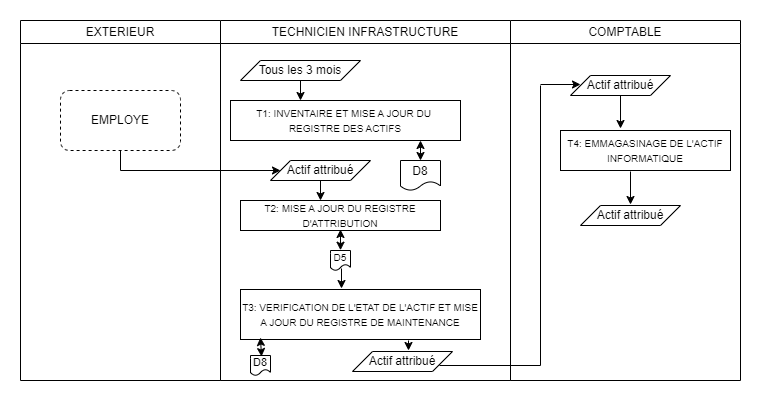 EXTERIEUR
TECHNICIEN INFRASTRUCTURE
COMPTABLE
Tous les 3 mois
T1: INVENTAIRE ET MISE A JOUR DU
REGISTRE DES ACTIFS
D8
EMPLOYE
Actif attribué
T2: MISE A JOUR DU REGISTRE
D'ATTRIBUTION
D5
T3: VERIFICATION DE L'ETAT DE L'ACTIF ET MISE
A JOUR DU REGISTRE DE MAINTENANCE
D8
Actif attribué
Actif attribué
T4: EMMAGASINAGE DE L'ACTIF
INFORMATIQUE
Actif attribué